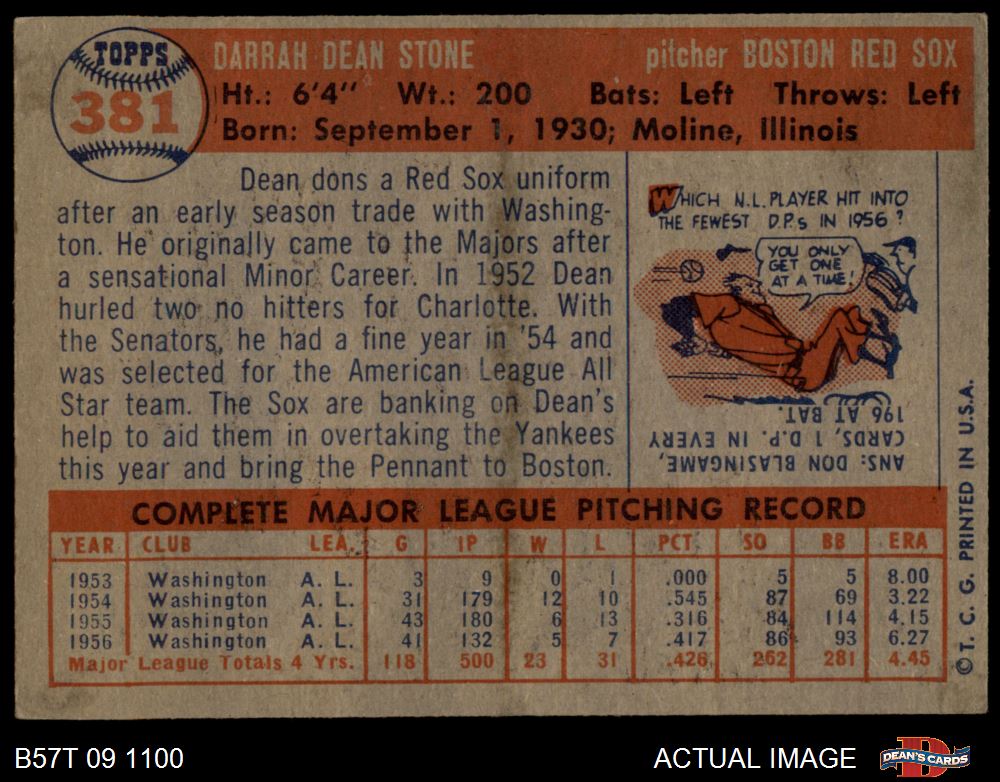 TOPPS
381
DARRAH DEAN STONE pitcher BOSTON RED SOX
Ht.: 6'4" Wt.: 200 Bats: Left Throws: Left
Born: September 1, 1930; Moline, Illinois
Dean dons a Red Sox uniform
after an early season trade with Washing-
ton. He originally came to the Majors after
a sensational Minor Career. In 1952 Dean
hurled two no hitters for Charlotte. With
the Senators, he had a fine year in '54 and
was selected for the American League All
Star team. The Sox are banking on Dean's
help to aid them in overtaking the Yankees
this year and bring the Pennant to Boston.
WHICH N.L. PLAYER HIT INTO
THE FEWEST D.P.s IN 1956?
YOU ONLY
GET ONE
AT A TIME!
ANS: DON BLASINGAME,
CARDS, 1 D.P. IN EVERY
196 AT BAT.
COMPLETE MAJOR LEAGUE PITCHING RECORD
YEAR CLUB LEA. G IP W L PCT. SO BB ERA
1953 Washington A. L. 3 9 0 1 .000 5 5 8.00
1954 Washington A. L. 31 179 12 10 .545 87 69 3.22
1955 Washington A. L. 43 180 6 13 .316 84 114 4.15
1956 Washington A. L. 41 132 5 7 .417 86 93 6.27
Major League Totals 4 Yrs. 118 500 23 31 .426 262 281 4.45
© T. C. G. PRINTED IN U.S.A.
B57T 09 1100 ACTUAL IMAGE DEAN'S CARDS